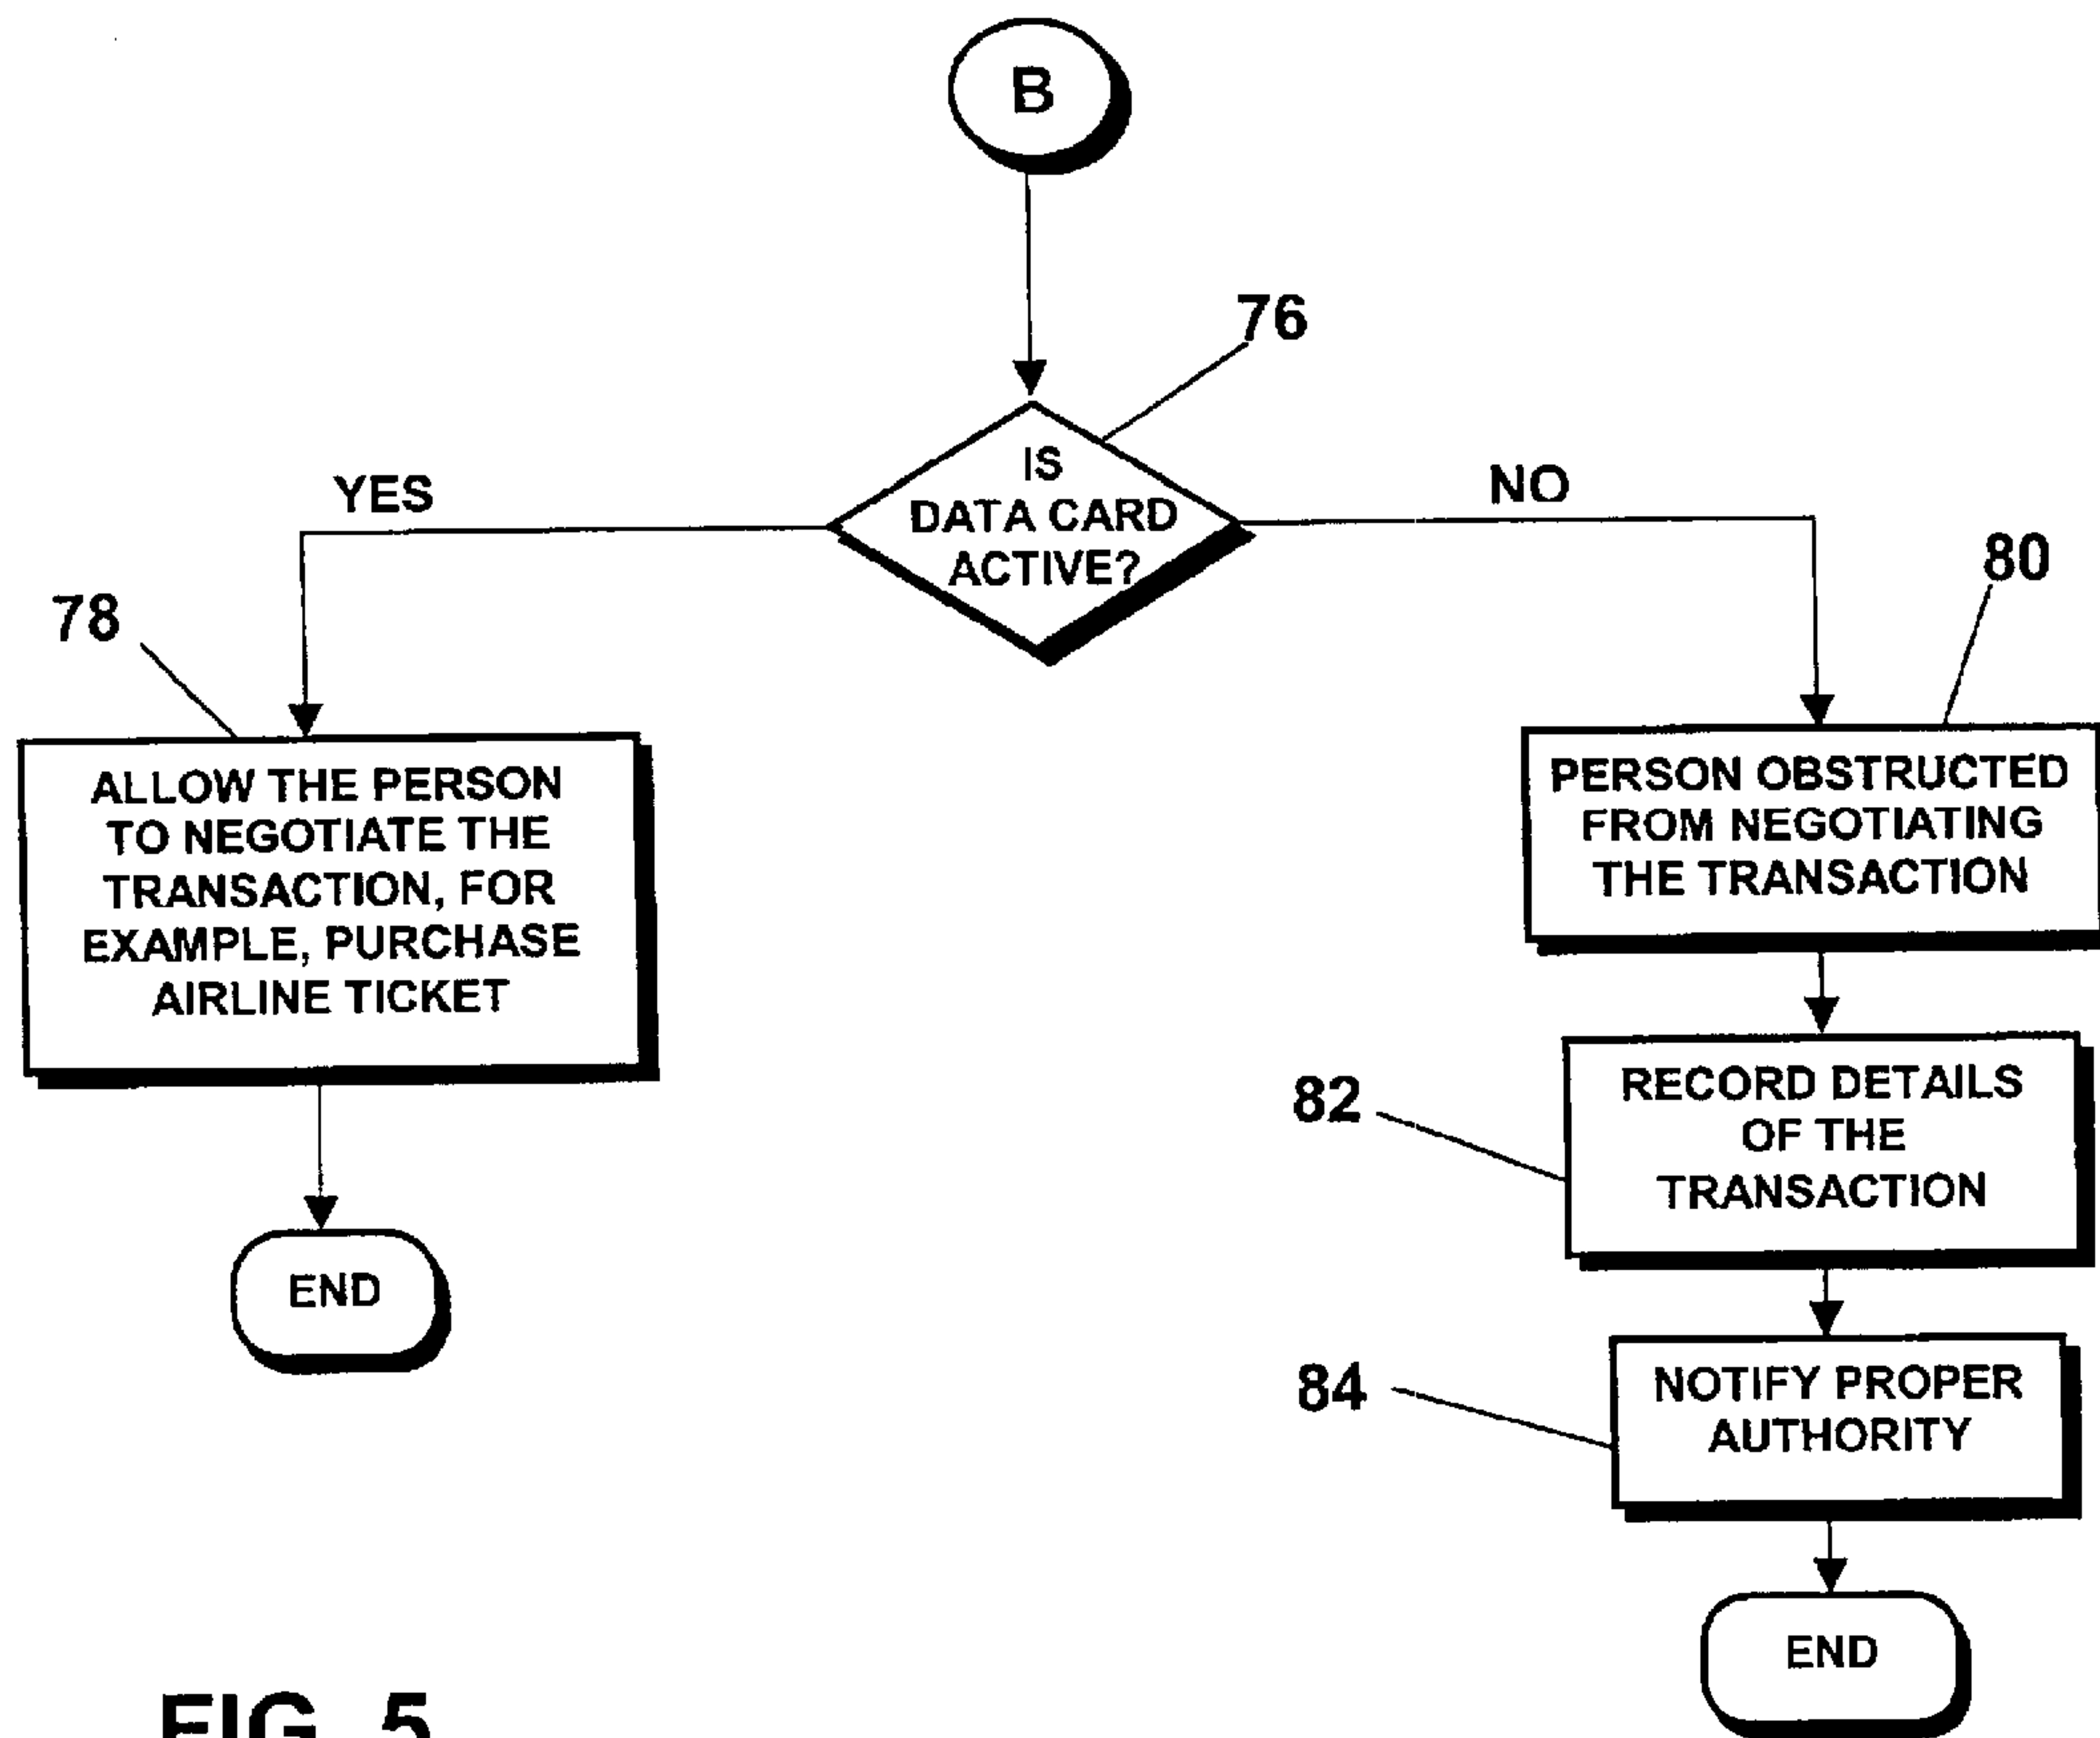 B
76
IS
DATA CARD
ACTIVE?
YES
NO
78
80
ALLOW THE PERSON
TO NEGOTIATE THE
TRANSACTION, FOR
EXAMPLE, PURCHASE
AIRLINE TICKET
END
PERSON OBSTRUCTED
FROM NEGOTIATING
THE TRANSACTION
82
RECORD DETAILS
OF THE
TRANSACTION
84
NOTIFY PROPER
AUTHORITY
END
FIG. 5